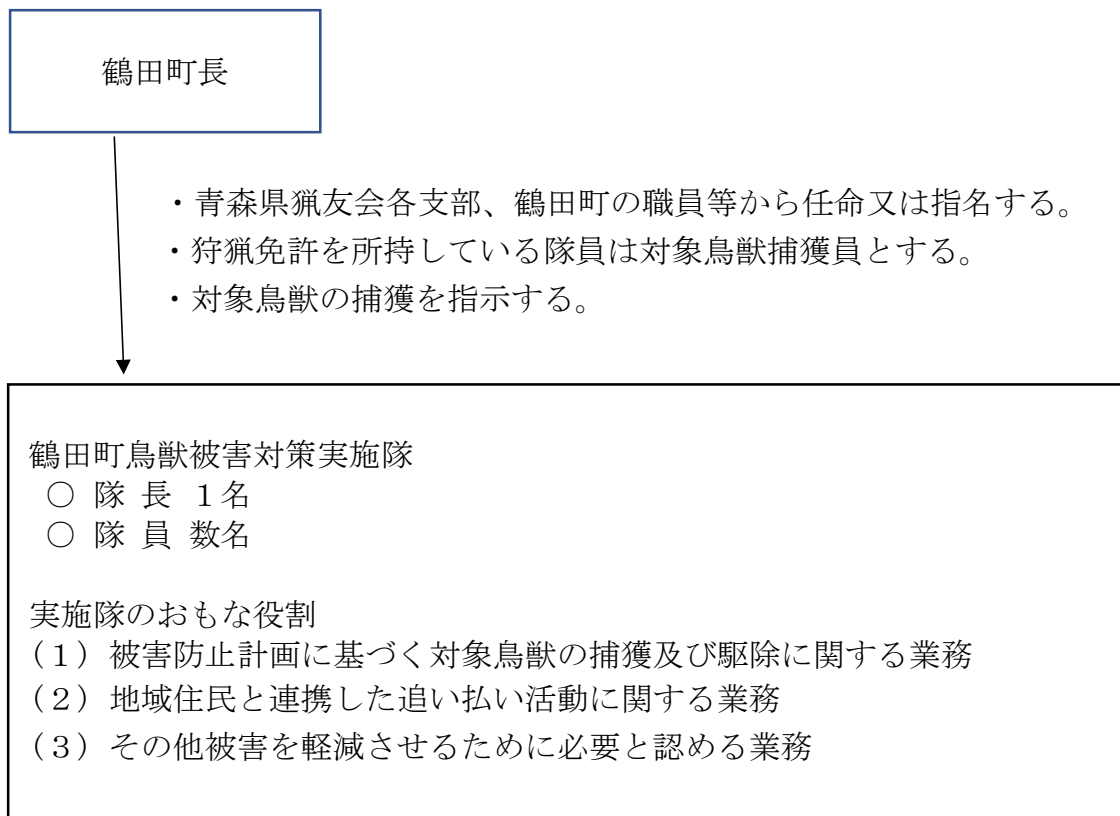 鶴田町長
・青森県猟友会各支部、鶴田町の職員等から任命又は指名する。
・狩猟免許を所持している隊員は対象鳥獣捕獲員とする。
・対象鳥獣の捕獲を指示する。
鶴田町鳥獣被害対策実施隊
○ 隊 長 1名
○ 隊 員 数名
実施隊のおもな役割
(1)被害防止計画に基づく対象鳥獣の捕獲及び駆除に関する業務
(2)地域住民と連携した追い払い活動に関する業務
(3)その他被害を軽減させるために必要と認める業務